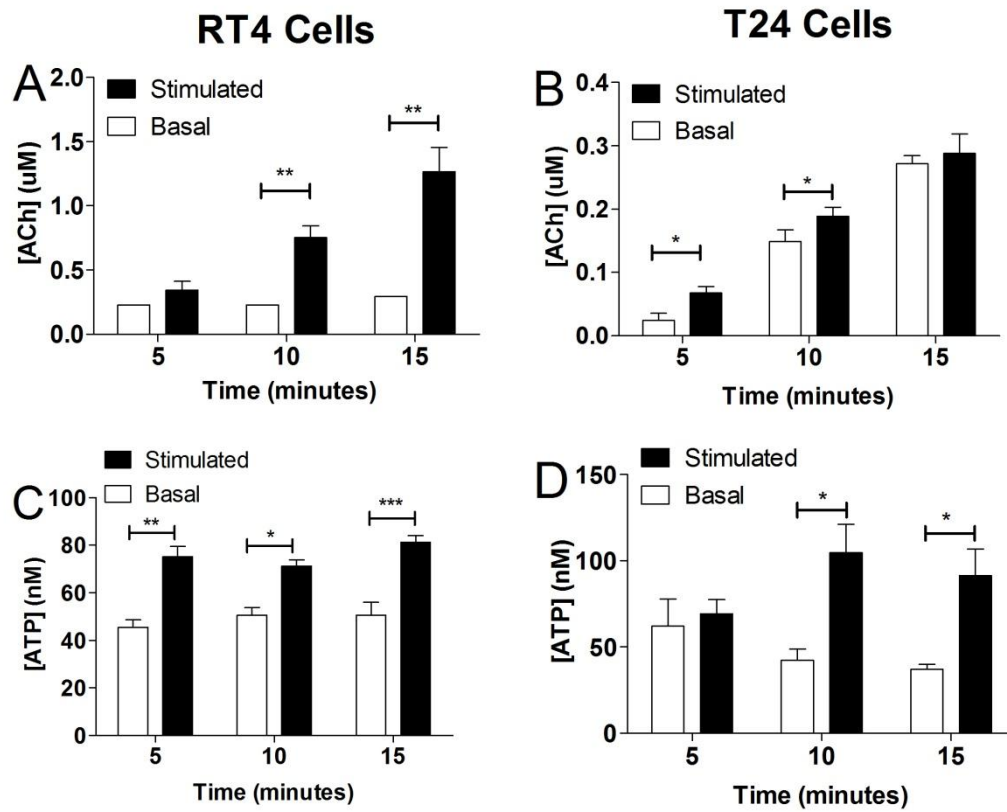 RT4 Cells
T24 Cells
A
Stimulated
Basal
[ACh] (uM)
2.0
1.5
1.0
0.5
0.0
**
**
5 10 15
Time (minutes)
B
Stimulated
Basal
[ACh] (uM)
0.4
0.3
0.2
0.1
0.0
*
*
5 10 15
Time (minutes)
C
Stimulated
Basal
[ATP] (nM)
100
80
60
40
20
0
** * ***
5 10 15
Time (minutes)
D
Stimulated
Basal
[ATP] (nM)
150
100
50
0
* *
5 10 15
Time (minutes)